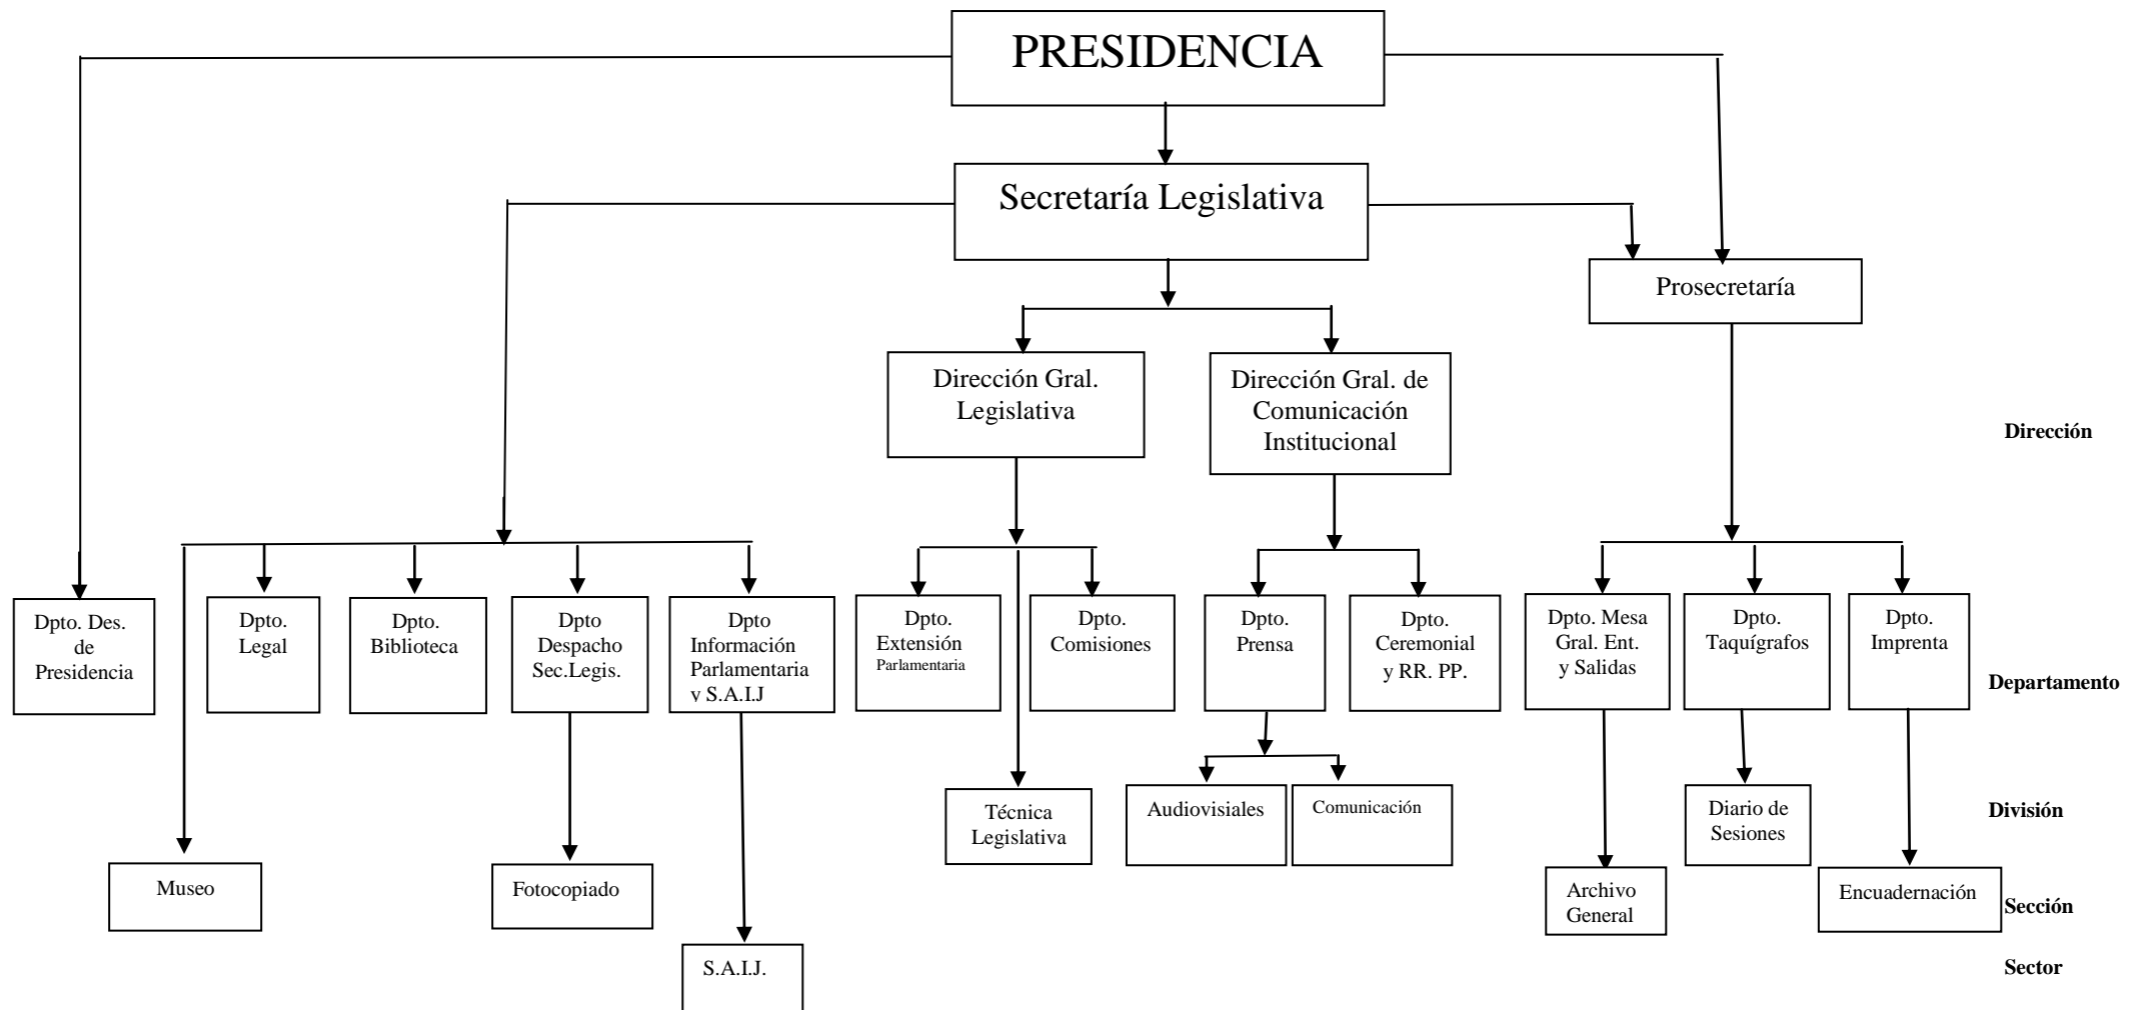 PRESIDENCIA
Secretaría Legislativa
Prosecretaría
Dirección Gral.
Legislativa
Dirección Gral. de
Comunicación
Institucional
Dirección
Dpto. Des.
de
Presidencia
Dpto.
Legal
Dpto.
Biblioteca
Dpto
Despacho
Sec.Legis.
Dpto
Información
Parlamentaria
y S.A.I.J
Dpto.
Extensión
Parlamentaria
Dpto.
Comisiones
Dpto.
Prensa
Dpto.
Ceremonial
y RR. PP.
Dpto. Mesa
Gral. Ent.
y Salidas
Dpto.
Taquígrafos
Dpto.
Imprenta
Departamento
Técnica
Legislativa
Audiovisiales
Comunicación
Diario de
Sesiones
División
Museo
Fotocopiado
Archivo
General
Encuadernación
Sección
S.A.I.J.
Sector